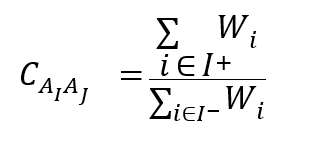 ∑ W_i
i ∈ I+
C_{A_I A_J} =
∑_{i∈I−} W_i